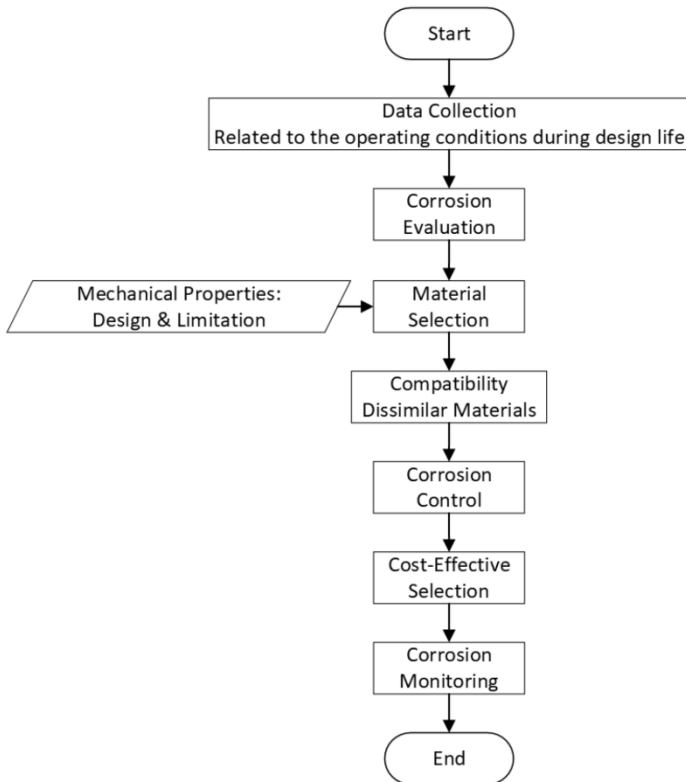 Start
Data Collection
Related to the operating conditions during design life
Corrosion
Evaluation
Mechanical Properties:
Design & Limitation
Material
Selection
Compatibility
Dissimilar Materials
Corrosion
Control
Cost-Effective
Selection
Corrosion
Monitoring
End